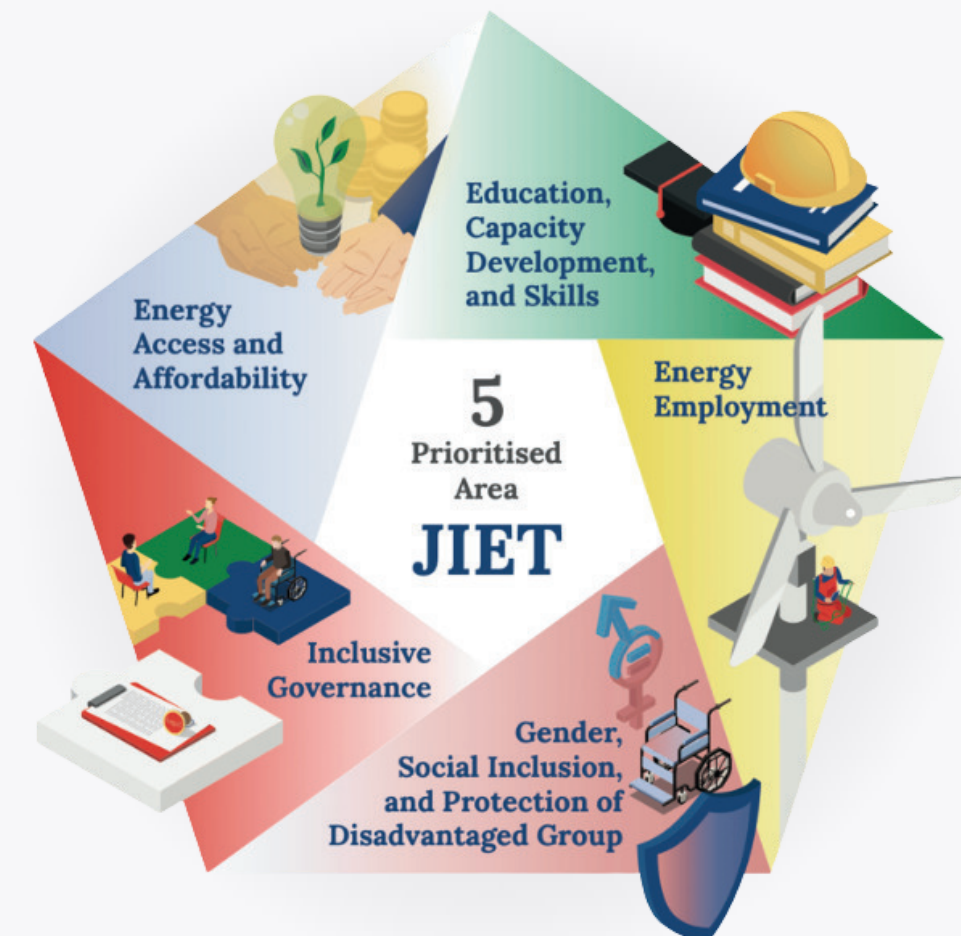 5
Prioritised
Area
JIET
Education,
Capacity
Development,
and Skills
Energy
Employment
Gender,
Social Inclusion,
and Protection of
Disadvantaged Group
Inclusive
Governance
Energy
Access and
Affordability